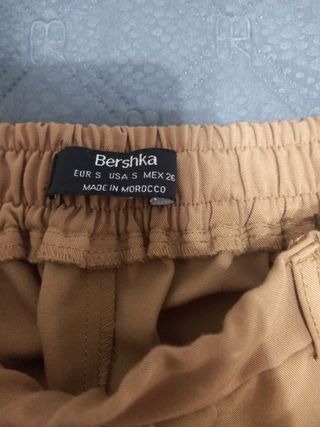 Bershka
EUR S USA S MEX 26
MADE IN MOROCCO